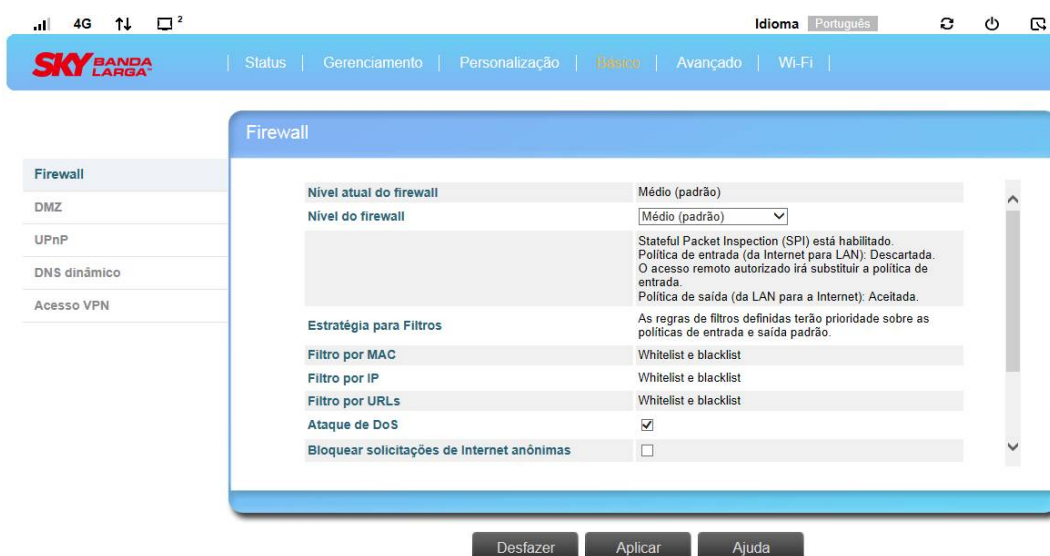 4G 2 Idioma Português
SKY BANDA LARGA Status Gerenciamento Personalização Básico Avançado Wi-Fi
Firewall
Firewall
DMZ
UPnP
DNS dinâmico
Acesso VPN
Nível atual do firewall Médio (padrão)
Nível do firewall Médio (padrão)
Stateful Packet Inspection (SPI) está habilitado.
Política de entrada (da Internet para LAN): Descartada.
O acesso remoto autorizado irá substituir a política de
entrada.
Política de saída (da LAN para a Internet): Aceitada.
Estratégia para Filtros As regras de filtros definidas terão prioridade sobre as
políticas de entrada e saída padrão.
Filtro por MAC Whitelist e blacklist
Filtro por IP Whitelist e blacklist
Filtro por URLs Whitelist e blacklist
Ataque de DoS
Bloquear solicitações de Internet anônimas
Desfazer Aplicar Ajuda